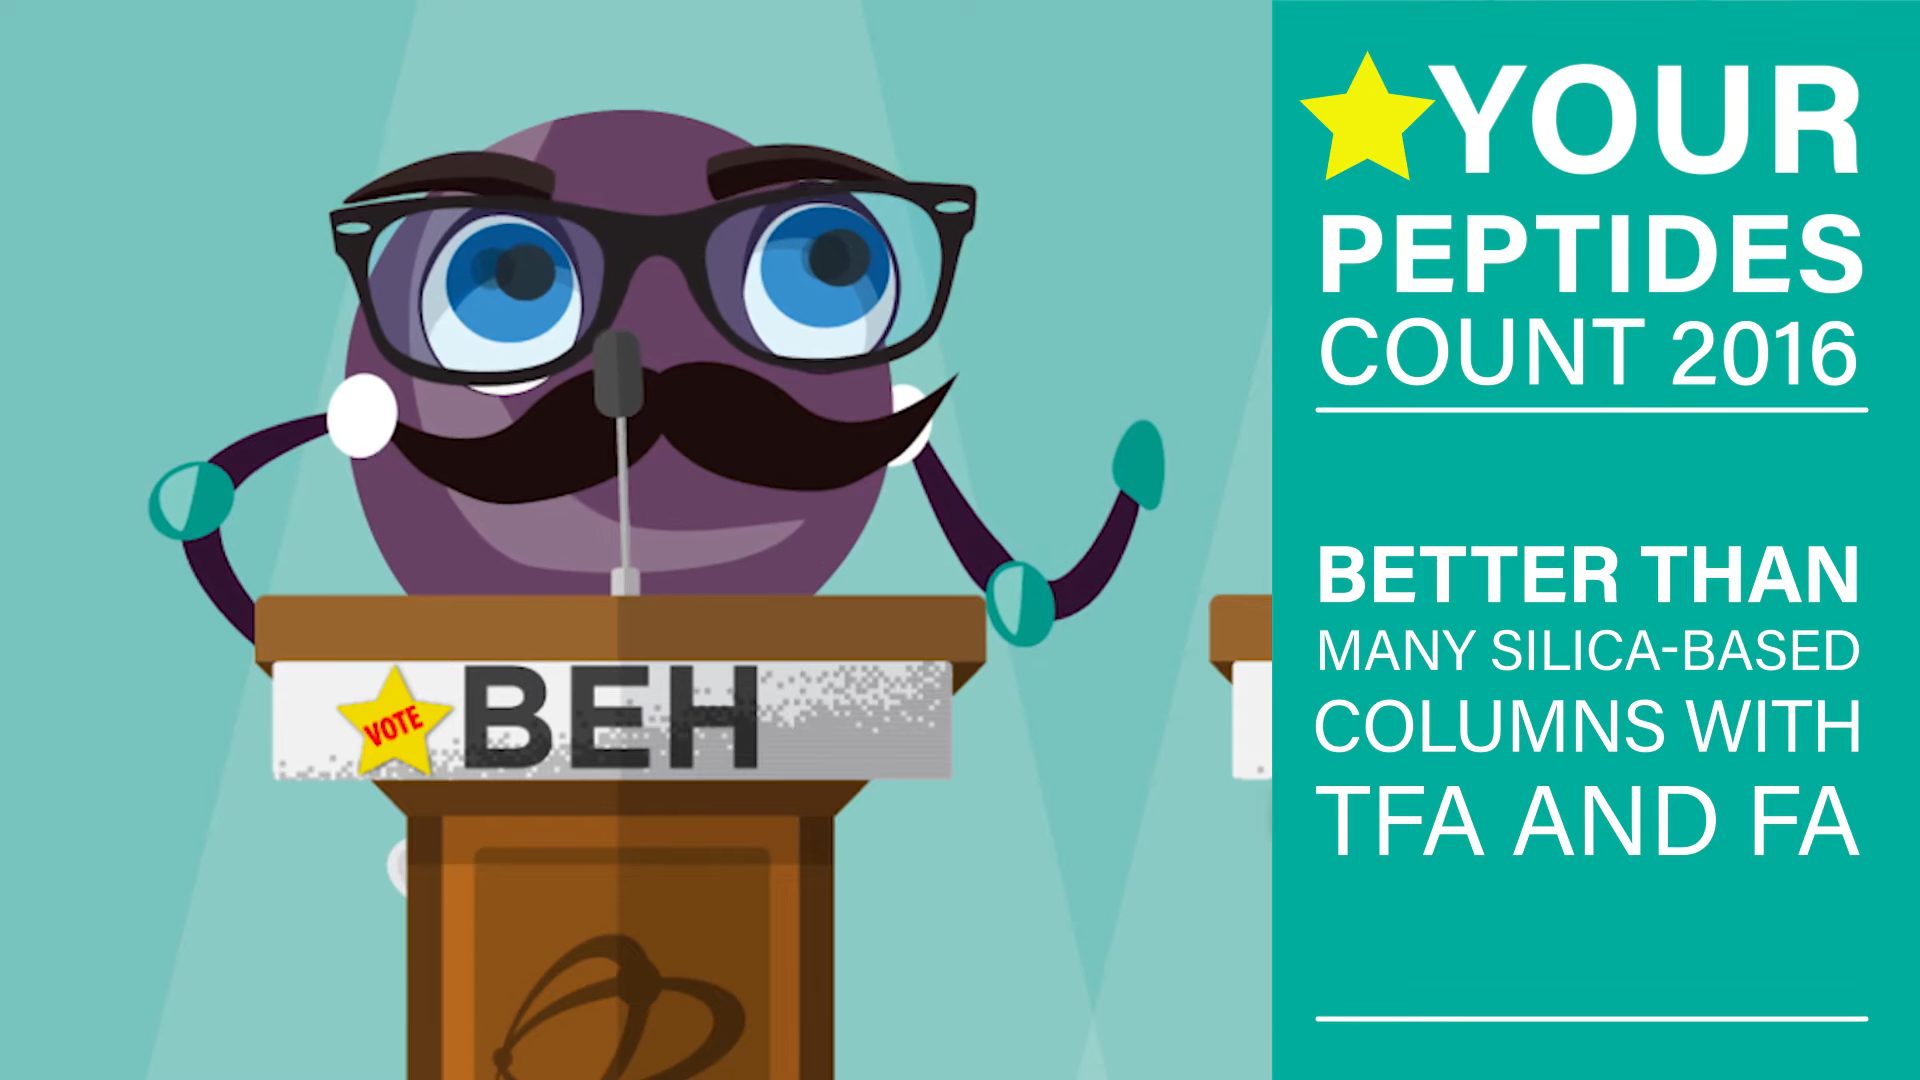 VOTE BEH
YOUR
PEPTIDES
COUNT 2016
BETTER THAN
MANY SILICA-BASED
COLUMNS WITH
TFA AND FA